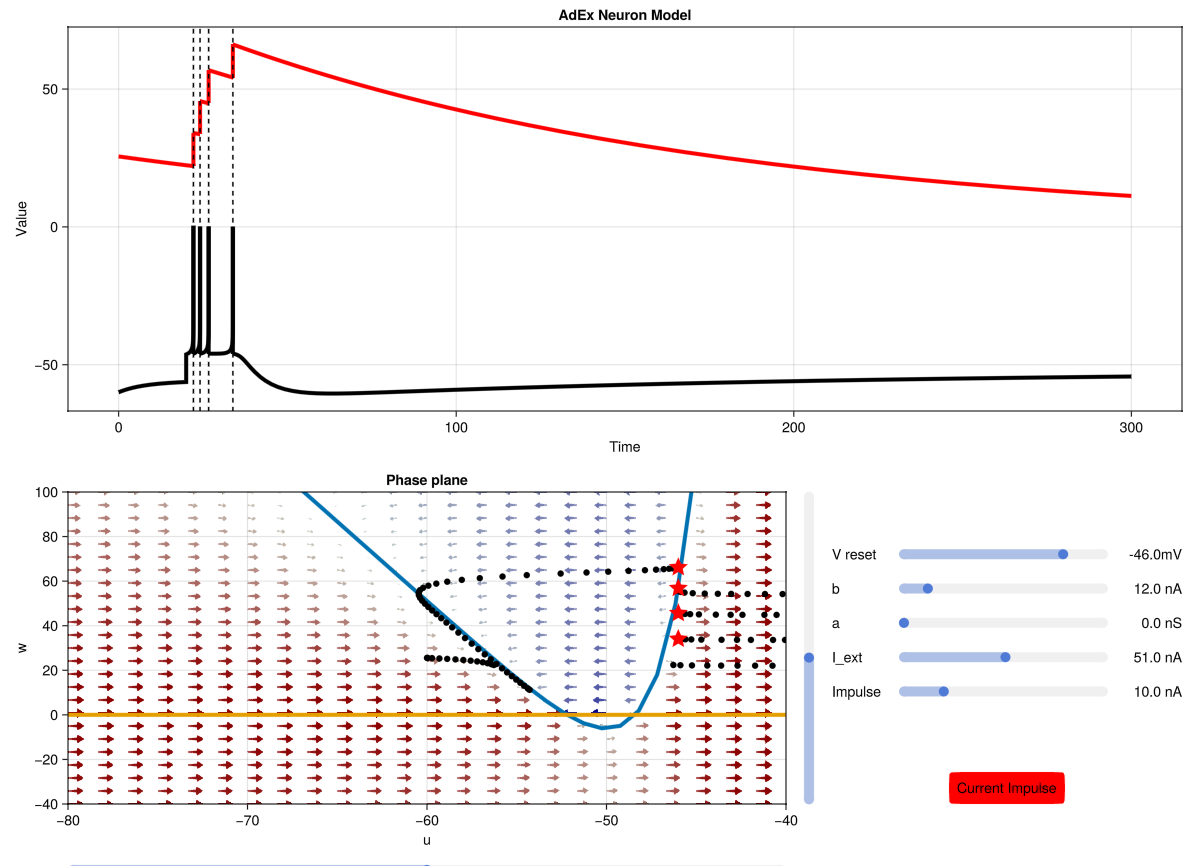 AdEx Neuron Model
50
0
−50
Value
0
100
200
300
Time
Phase plane
100
80
60
40
20
0
−20
−40
w
−80
−70
−60
−50
−40
u
V reset
-46.0mV
b
12.0 nA
a
0.0 nS
I_ext
51.0 nA
Impulse
10.0 nA
Current Impulse